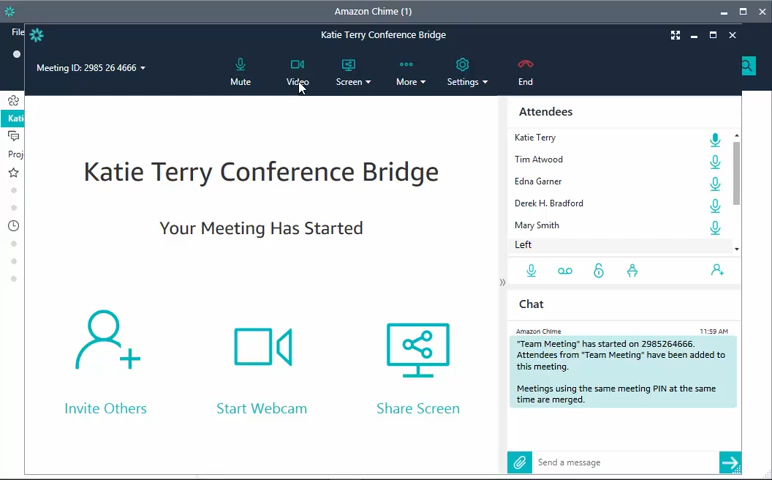 Amazon Chime (1)
File
Katie Terry Conference Bridge
Meeting ID: 2985 26 4666
Mute
Video
Screen
More
Settings
End
Kati
Proj
Katie Terry Conference Bridge
Your Meeting Has Started
Invite Others
Start Webcam
Share Screen
Attendees
Katie Terry
Tim Atwood
Edna Garner
Derek H. Bradford
Mary Smith
Left
Chat
Amazon Chime 11:59 AM
"Team Meeting" has started on 2985264666.
Attendees from "Team Meeting" have been added to
this meeting.
Meetings using the same meeting PIN at the same
time are merged.
Send a message